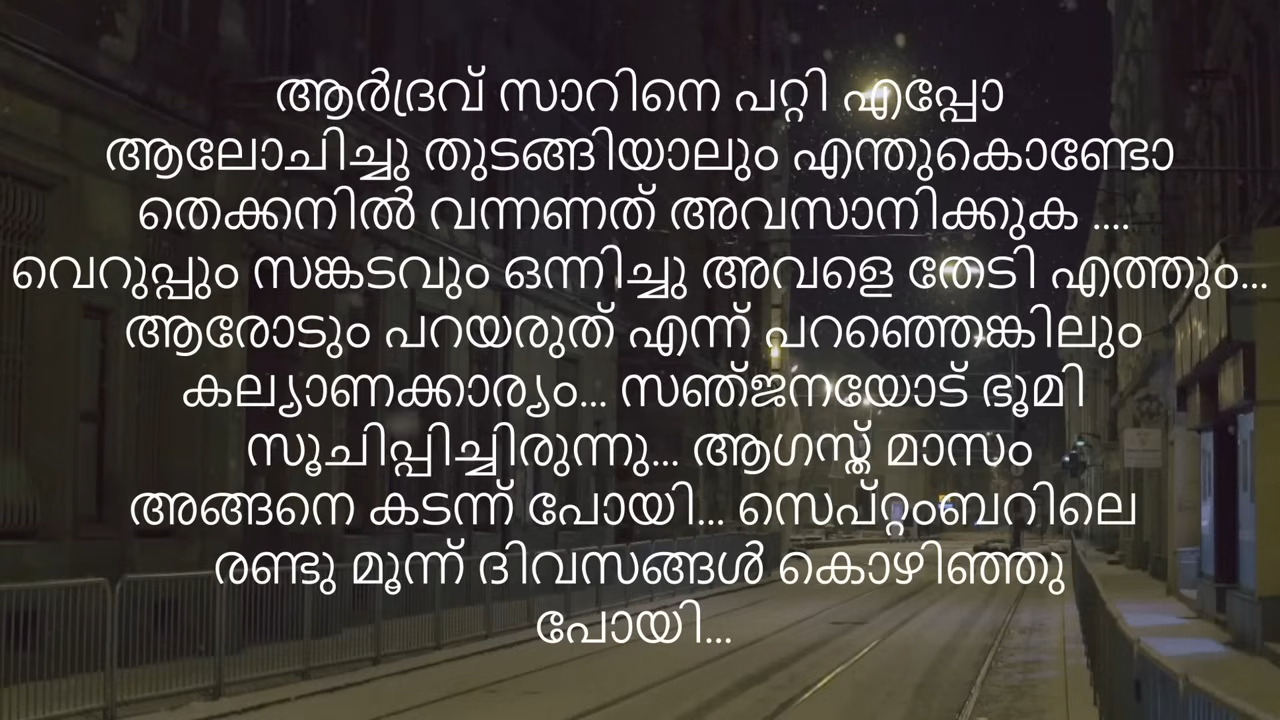 ആർദ്രവ് സാറിനെ പറ്റി എപ്പോ
ആലോചിച്ചു തുടങ്ങിയാലും എന്തുകൊണ്ടോ
തെക്കനിൽ വന്നണത് അവസാനിക്കുക ....
വെറുപ്പും സങ്കടവും ഒന്നിച്ചു അവളെ തേടി എത്തും...
ആരോടും പറയരുത് എന്ന് പറഞ്ഞെങ്കിലും
കല്യാണക്കാര്യം... സഞ്ജനയോട് ഭൂമി
സൂചിപ്പിച്ചിരുന്നു... ആഗസ്ത് മാസം
അങ്ങനെ കടന്ന് പോയി... സെപ്റ്റംബറിലെ
രണ്ടു മൂന്ന് ദിവസങ്ങൾ കൊഴിഞ്ഞു
പോയി...